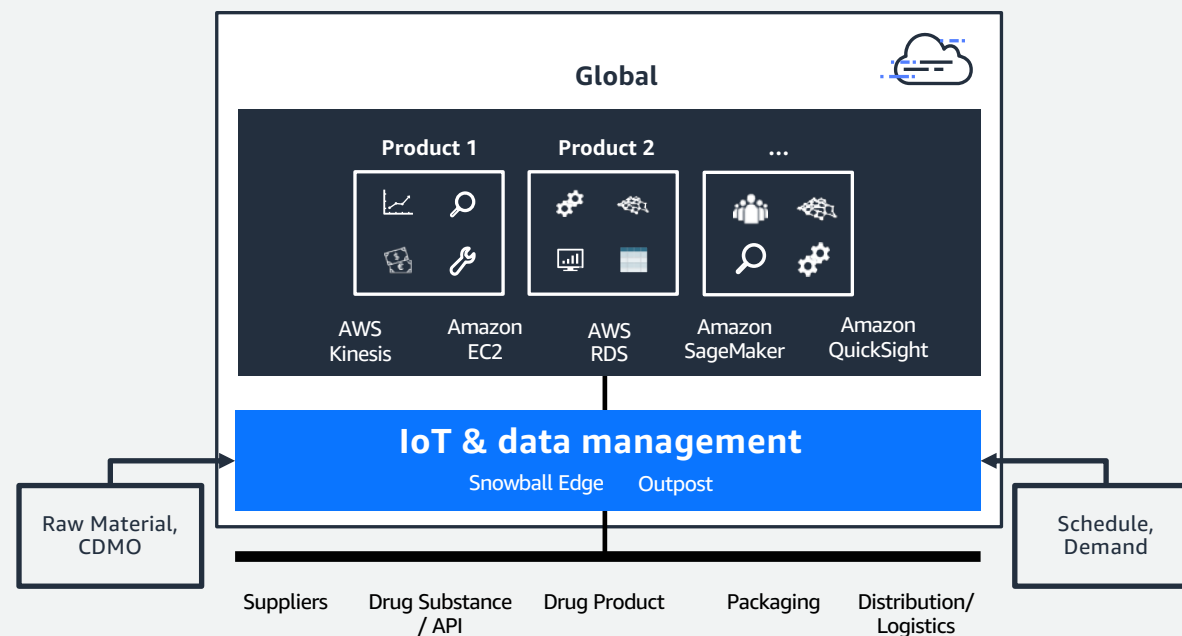 Global
Product 1
Product 2
...
AWS
Kinesis
Amazon
EC2
AWS
RDS
Amazon
SageMaker
Amazon
QuickSight
IoT & data management
Snowball Edge
Outpost
Raw Material,
CDMO
Schedule,
Demand
Suppliers
Drug Substance
/ API
Drug Product
Packaging
Distribution/
Logistics